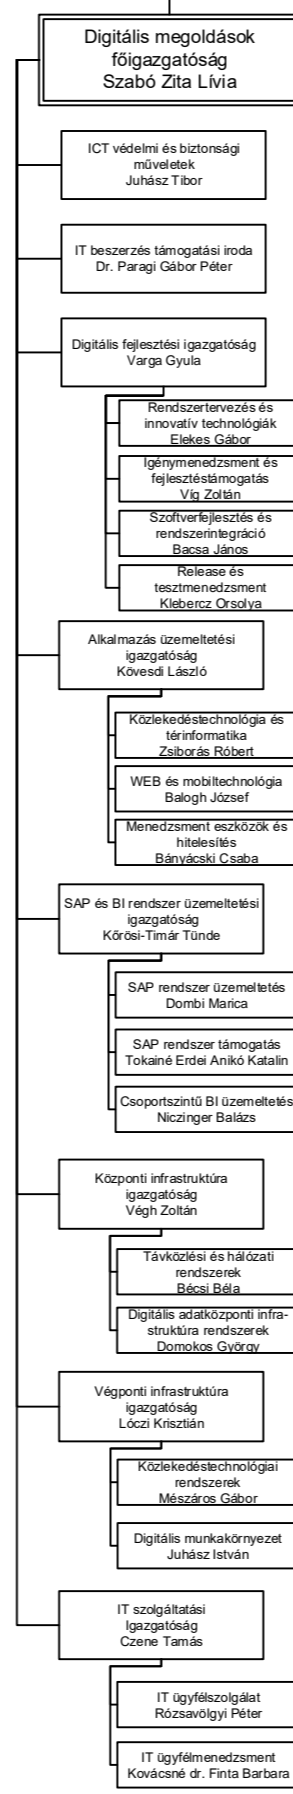 Digitális megoldások
főigazgatóság
Szabó Zita Lívia
ICT védelmi és biztonsági
műveletek
Juhász Tibor
IT beszerzés támogatási iroda
Dr. Paragi Gábor Péter
Digitális fejlesztési igazgatóság
Varga Gyula
Rendszertervezés és
innovatív technológiák
Elekes Gábor
Igénymenedzsment és
fejlesztéstámogatás
Víg Zoltán
Szoftverfejlesztés és
rendszerintegráció
Bacsa János
Release és
tesztmenedzsment
Klebercz Orsolya
Alkalmazás üzemeltetési
igazgatóság
Kövesdi László
Közlekedéstechnológia és
térinformatika
Zsiborás Róbert
WEB és mobiltechnológia
Balogh József
Menedzsment eszközök és
hitelesítés
Bányácski Csaba
SAP és BI rendszer üzemeltetési
igazgatóság
Kőrösi-Timár Tünde
SAP rendszer üzemeltetés
Dombi Marica
SAP rendszer támogatás
Tokainé Erdei Anikó Katalin
Csoportszintű BI üzemeltetés
Niczinger Balázs
Központi infrastruktúra
igazgatóság
Végh Zoltán
Távközlési és hálózati
rendszerek
Bécsi Béla
Digitális adatközponti infra-
struktúra rendszerek
Domokos György
Végponti infrastruktúra
igazgatóság
Lóczi Krisztián
Közlekedéstechnológiai
rendszerek
Mészáros Gábor
Digitális munkakörnyezet
Juhász István
IT szolgáltatási
Igazgatóság
Czene Tamás
IT ügyfélszolgálat
Rózsavölgyi Péter
IT ügyfélmenedzsment
Kovácsné dr. Finta Barbara